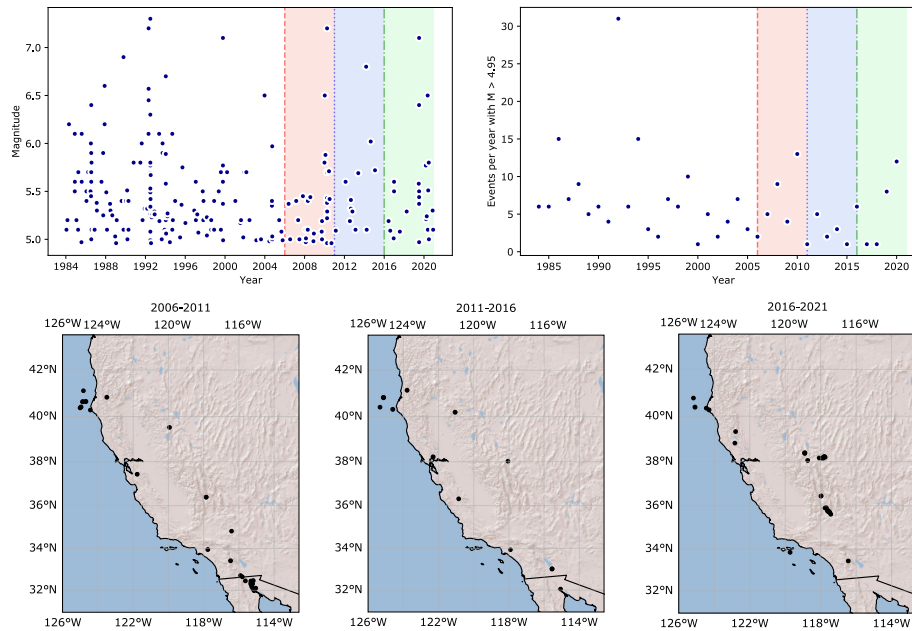 7.0
6.5
6.0
5.5
5.0
Magnitude
1984 1988 1992 1996 2000 2004 2008 2012 2016 2020
Year
30
25
20
15
10
5
0
Events per year with M > 4.95
1985 1990 1995 2000 2005 2010 2015 2020
Year
2006-2011
126°W 124°W 120°W 116°W
42°N
40°N
38°N
36°N
34°N
32°N
126°W 122°W 118°W 114°W
2011-2016
126°W 124°W 120°W 116°W
42°N
40°N
38°N
36°N
34°N
32°N
126°W 122°W 118°W 114°W
2016-2021
126°W 124°W 120°W 116°W
42°N
40°N
38°N
36°N
34°N
32°N
126°W 122°W 118°W 114°W